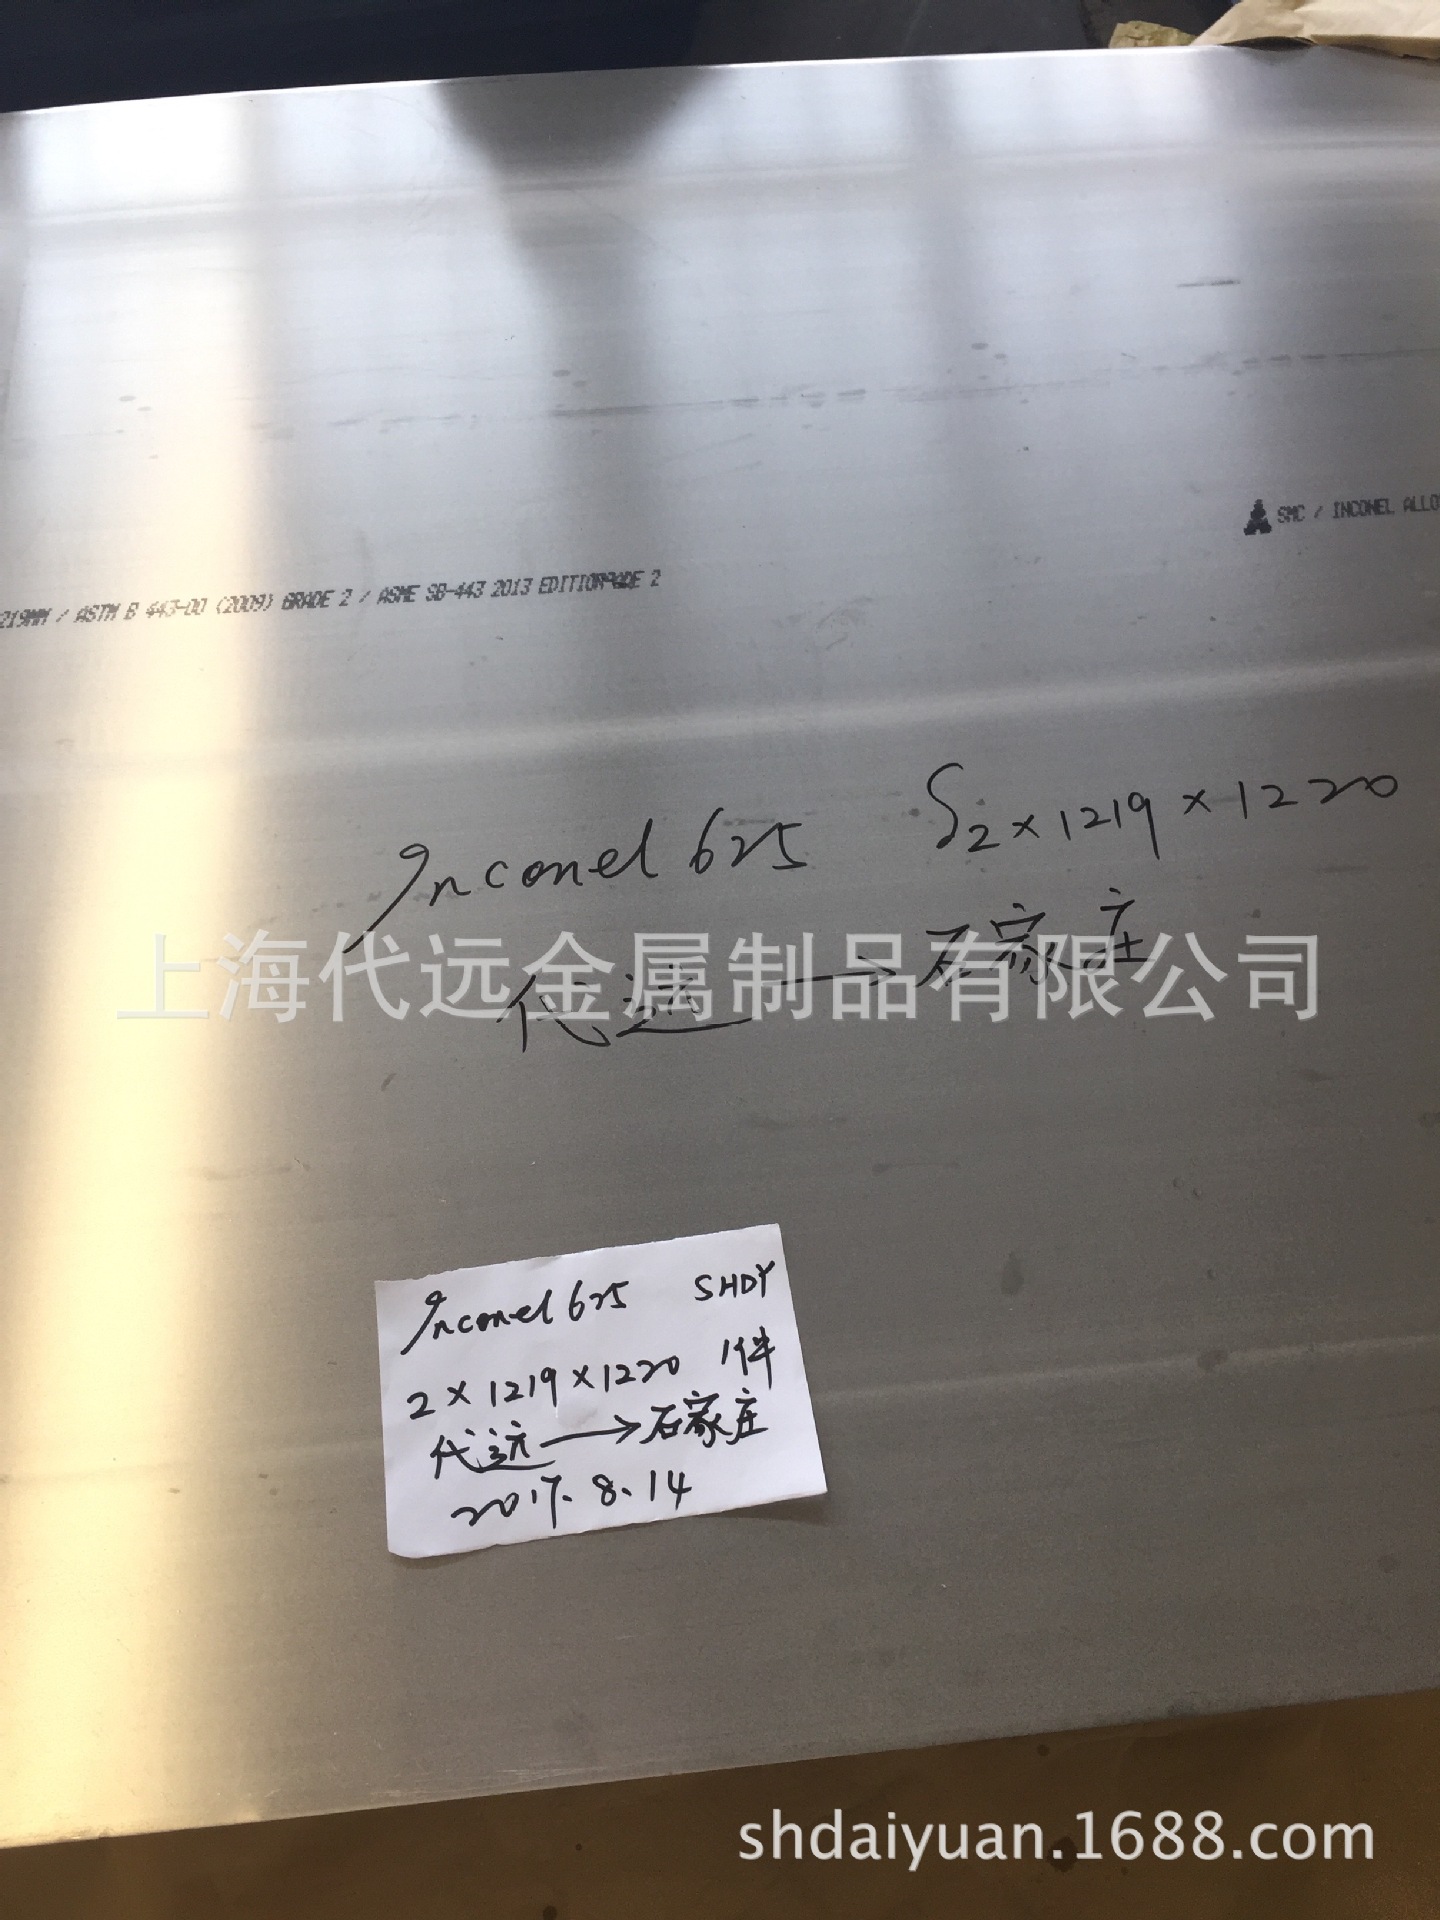 SMC / INCONEL ALLO
219MM / ASTM B 443-00 (2009) GRADE 2 / ASME SB-443 2013 EDITION 2
Inconel 625 δ2×1219×1220
代远→石家庄
上海代远金属制品有限公司
Inconel 625 SHDY
2×1219×1220 1件
代远→石家庄
2017.8.14
shdaiyuan.1688.com